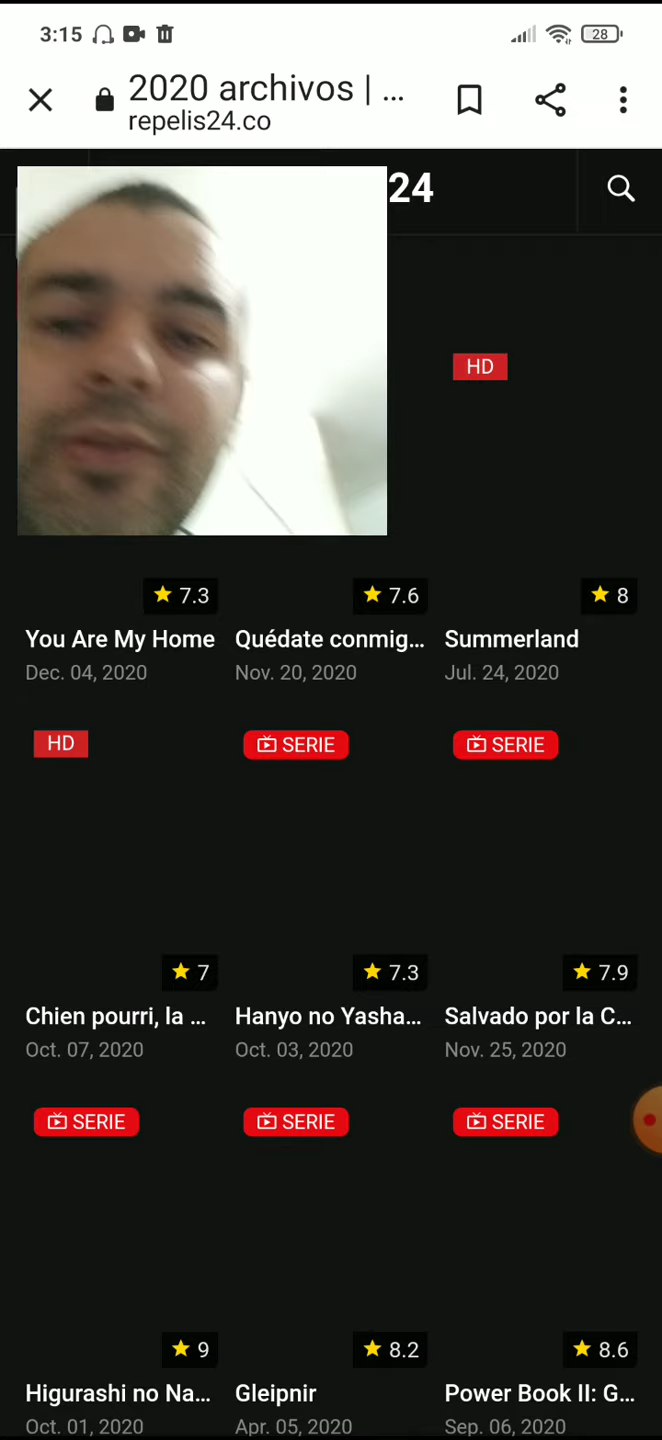 3:15
28
2020 archivos | ...
repelis24.co
24
HD
7.3
7.6
8
You Are My Home
Quédate conmig...
Summerland
Dec. 04, 2020
Nov. 20, 2020
Jul. 24, 2020
HD
SERIE
SERIE
7
7.3
7.9
Chien pourri, la ...
Hanyo no Yasha...
Salvado por la C...
Oct. 07, 2020
Oct. 03, 2020
Nov. 25, 2020
SERIE
SERIE
SERIE
9
8.2
8.6
Higurashi no Na...
Gleipnir
Power Book II: G...
Oct. 01, 2020
Apr. 05, 2020
Sep. 06, 2020